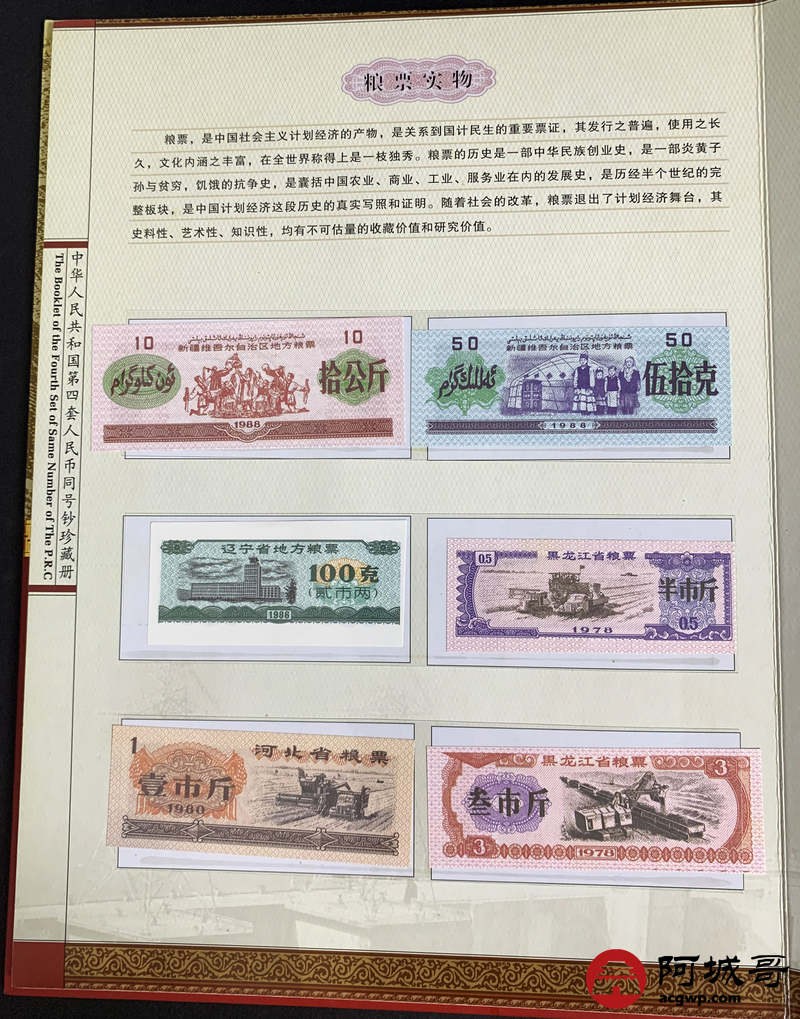 粮票实物
粮票，是中国社会主义计划经济的产物，是关系到国计民生的重要票证，其发行之普遍，使用之长
久，文化内涵之丰富，在全世界称得上是一枝独秀。粮票的历史是一部中华民族创业史，是一部炎黄子
孙与贫穷，饥饿的抗争史，是囊括中国农业、商业、工业、服务业在内的发展史，是历经半个世纪的完
整板块，是中国计划经济这段历史的真实写照和证明。随着社会的改革，粮票退出了计划经济舞台，其
史料性、艺术性、知识性，均有不可估量的收藏价值和研究价值。
中华人民共和国第四套人民币同号钞珍藏册
The Booklet of the Fourth Set of Same Number of The P.R.C
10
10
新疆维吾尔自治区地方粮票
ئون كىلوگرام
拾公斤
1988
50
50
新疆维吾尔自治区地方粮票
ئەللىك گرام
伍拾克
1988
辽宁省地方粮票
100克
(贰市两)
1986
0.5
黑龙江省粮票
半市斤
1978
0.5
1
河北省粮票
壹市斤
1980
黑龙江省粮票
3
叁市斤
3
1978
阿城哥
acgwp.com